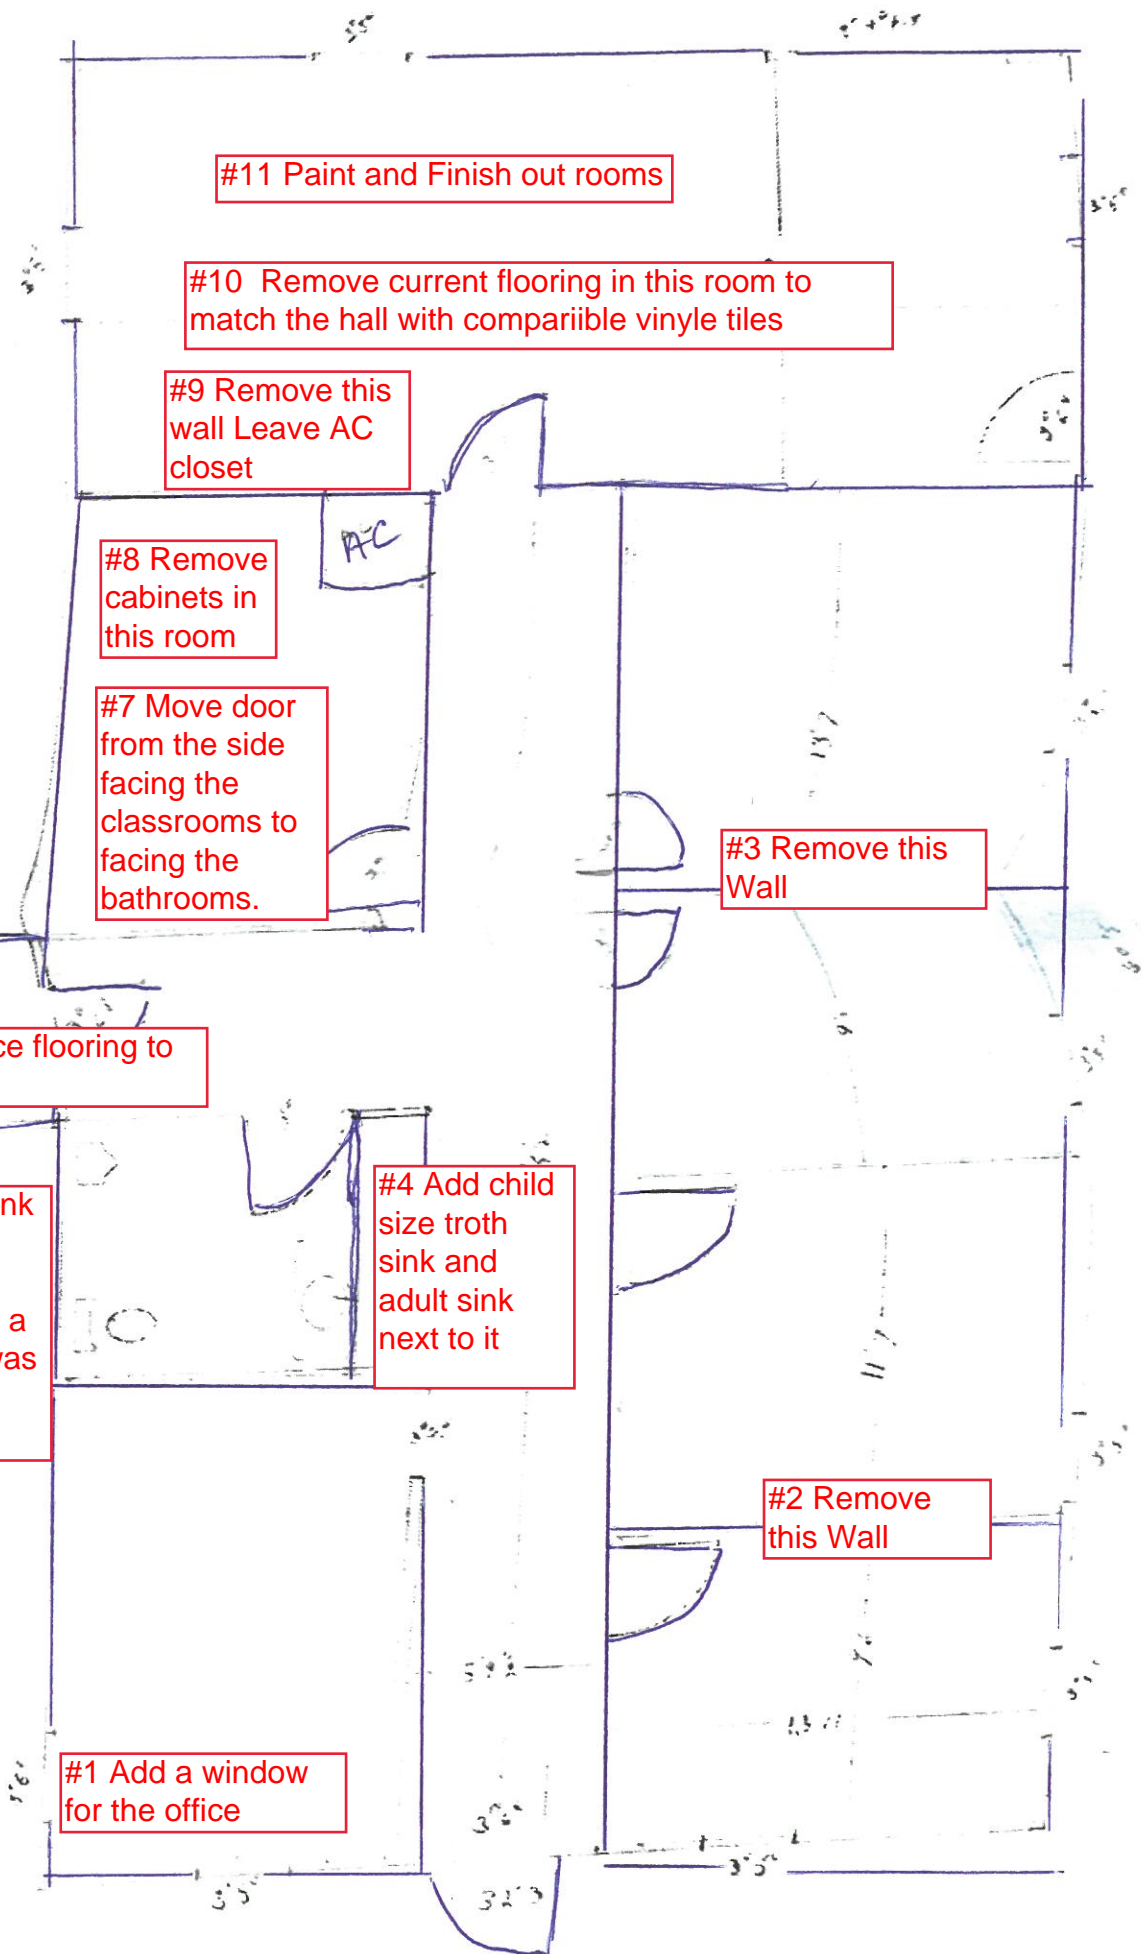 #11 Paint and Finish out rooms
#10 Remove current flooring in this room to
match the hall with compariible vinyle tiles
#9 Remove this
wall Leave AC
closet
AC
#8 Remove
cabinets in
this room
#7 Move door
from the side
facing the
classrooms to
facing the
bathrooms.
#3 Remove this
Wall
ce flooring to
nk
a
vas
#4 Add child
size troth
sink and
adult sink
next to it
#2 Remove
this Wall
#1 Add a window
for the office
11'7